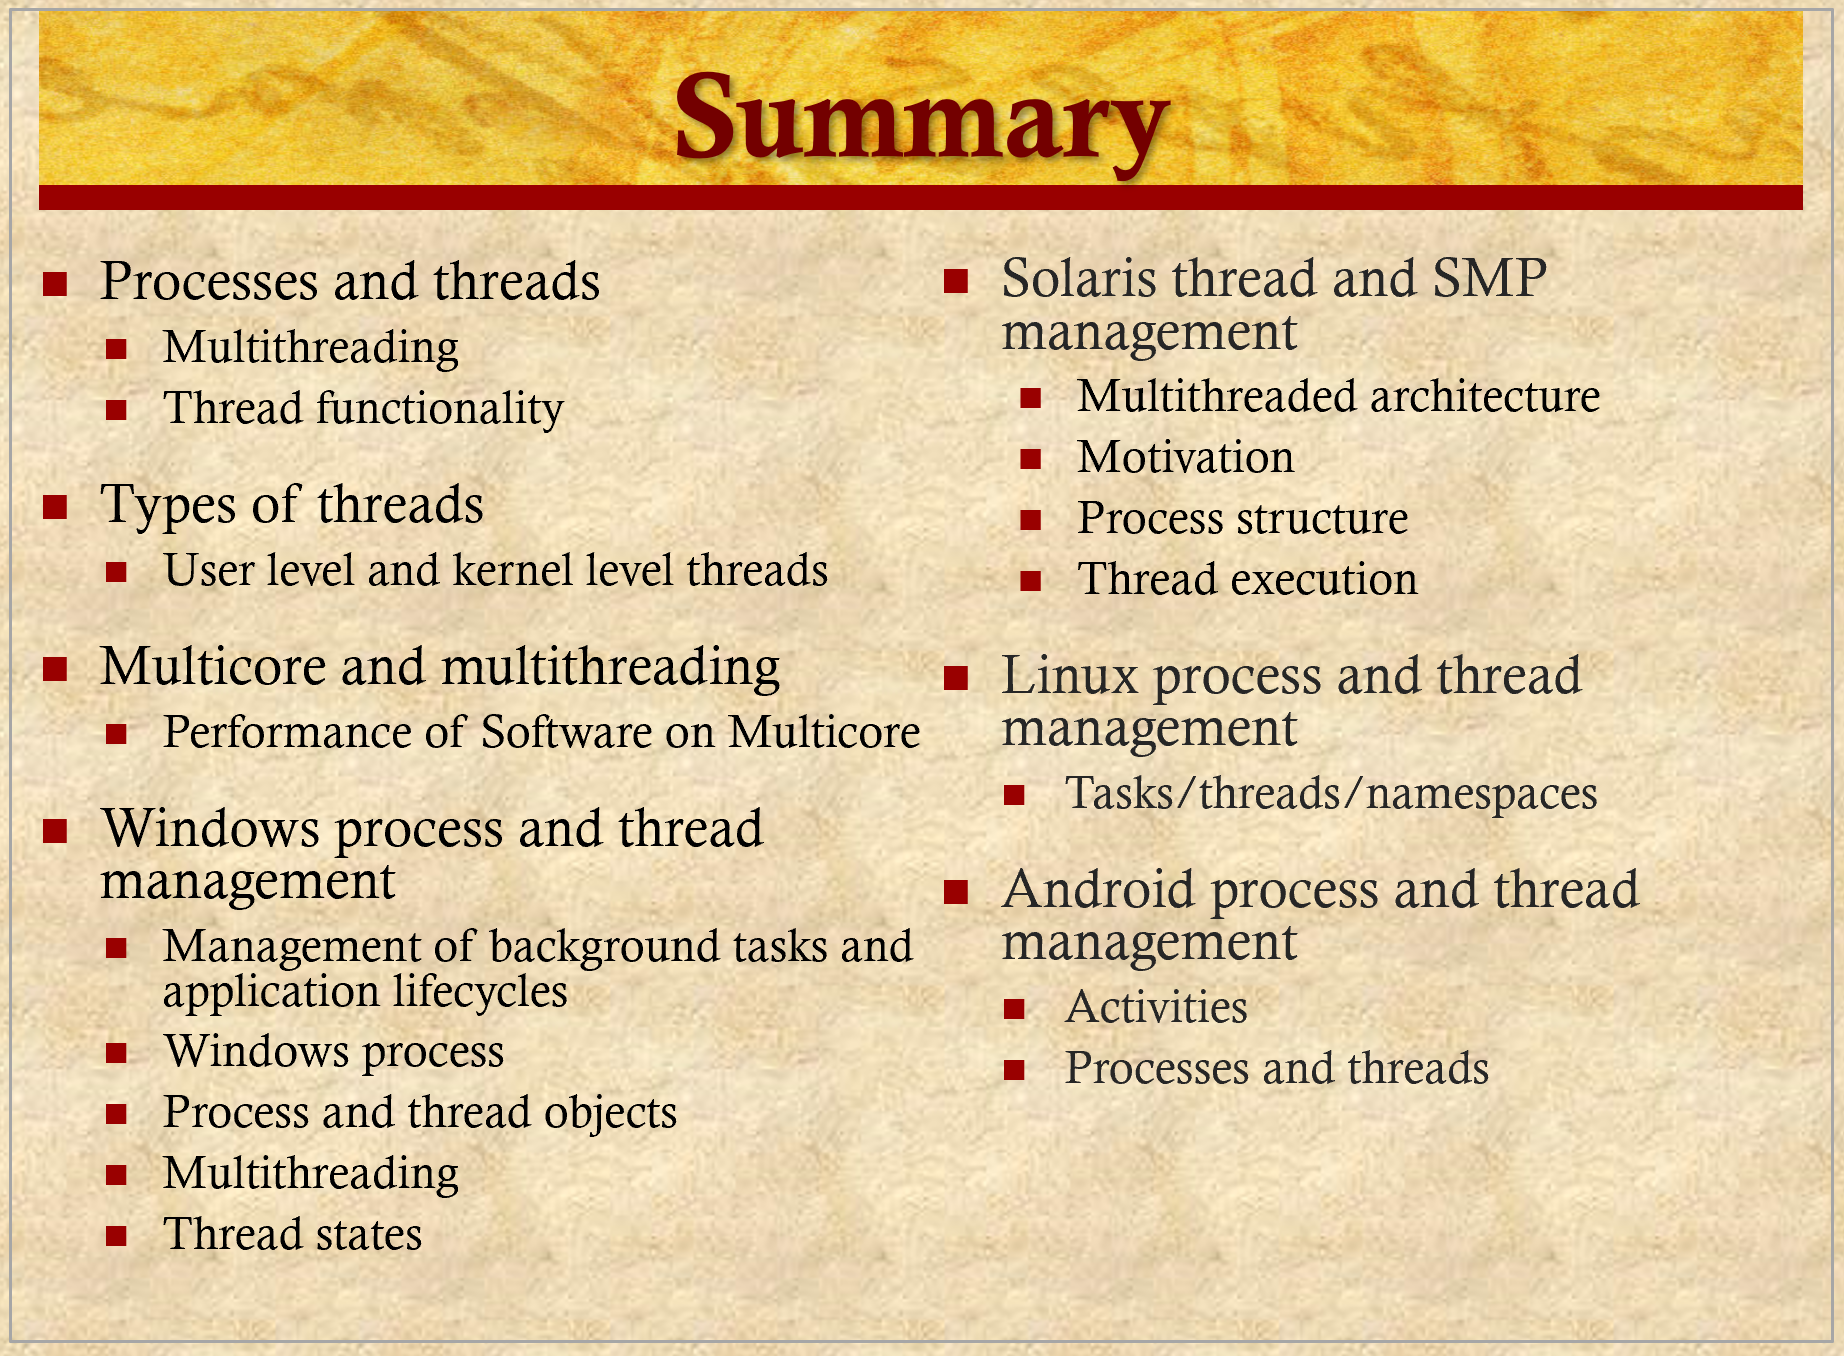 Summary
Processes and threads
Multithreading
Thread functionality
Types of threads
User level and kernel level threads
Multicore and multithreading
Performance of Software on Multicore
Windows process and thread
management
Management of background tasks and
application lifecycles
Windows process
Process and thread objects
Multithreading
Thread states
Solaris thread and SMP
management
Multithreaded architecture
Motivation
Process structure
Thread execution
Linux process and thread
management
Tasks/threads/namespaces
Android process and thread
management
Activities
Processes and threads